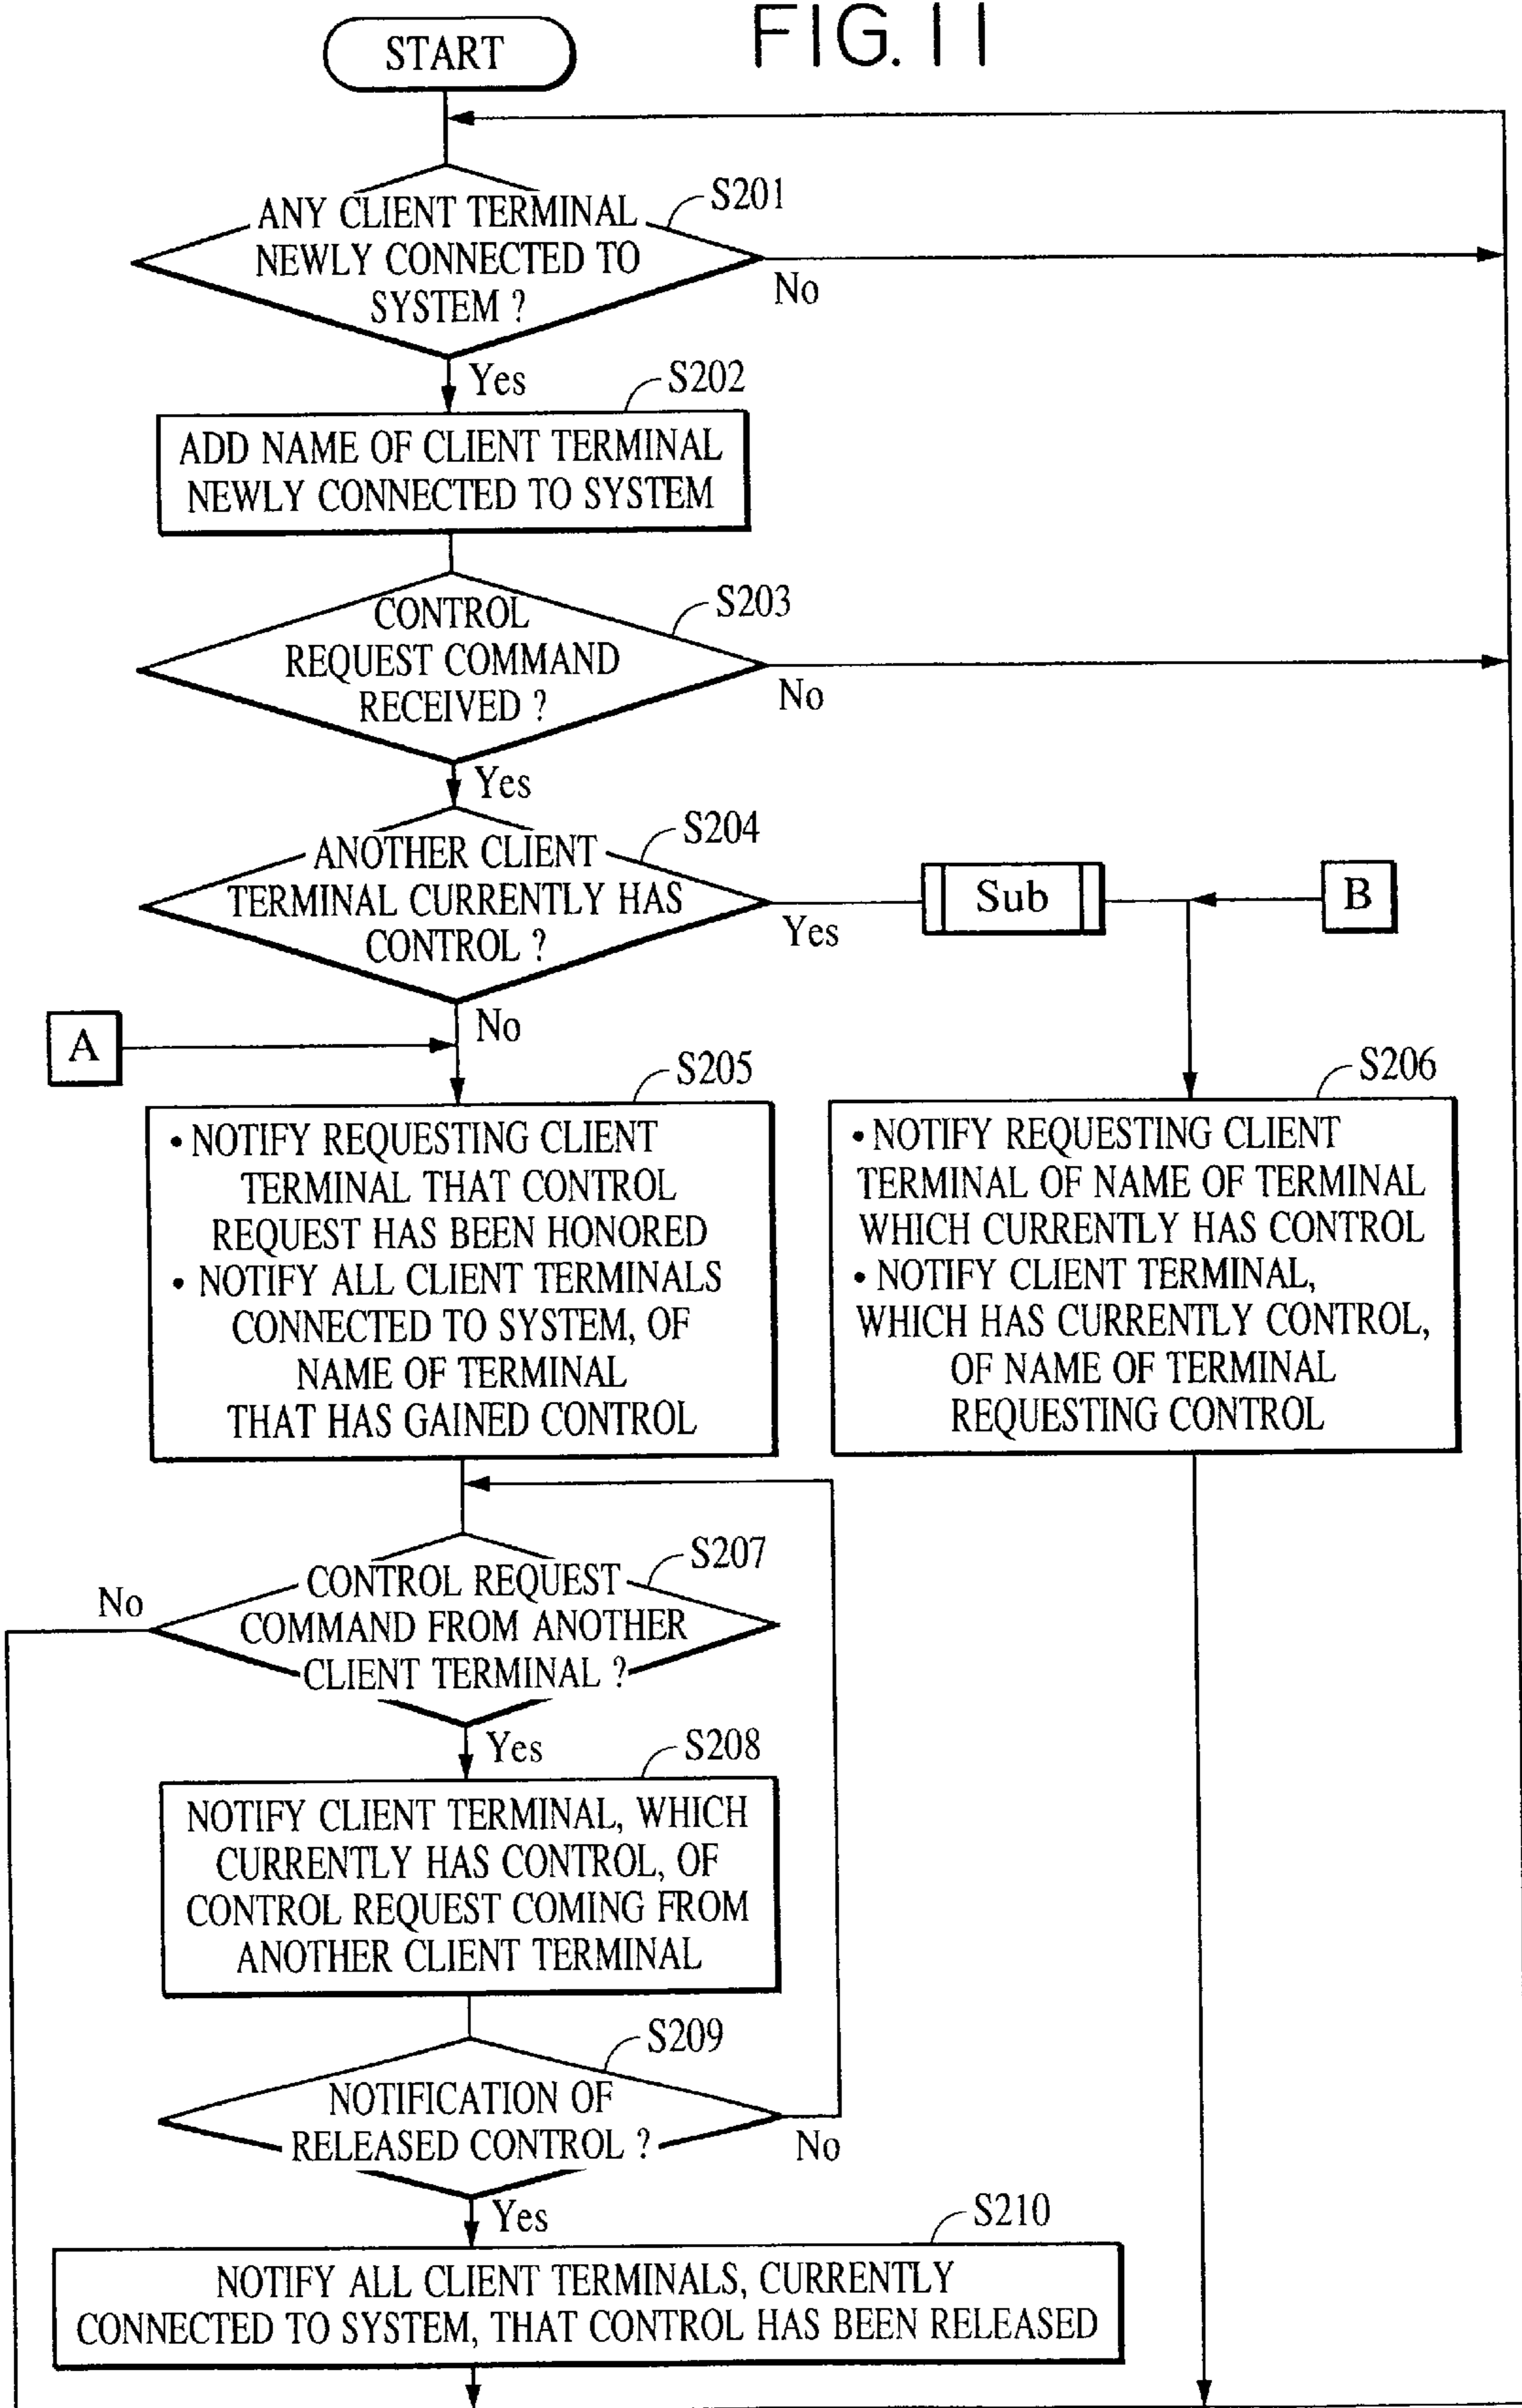 FIG. 11
START
ANY CLIENT TERMINAL
NEWLY CONNECTED TO
SYSTEM ?
S201
No
Yes
S202
ADD NAME OF CLIENT TERMINAL
NEWLY CONNECTED TO SYSTEM
CONTROL
REQUEST COMMAND
RECEIVED ?
S203
No
Yes
ANOTHER CLIENT
TERMINAL CURRENTLY HAS
CONTROL ?
S204
Yes
Sub
B
No
A
S205
• NOTIFY REQUESTING CLIENT
TERMINAL THAT CONTROL
REQUEST HAS BEEN HONORED
• NOTIFY ALL CLIENT TERMINALS
CONNECTED TO SYSTEM, OF
NAME OF TERMINAL
THAT HAS GAINED CONTROL
S206
• NOTIFY REQUESTING CLIENT
TERMINAL OF NAME OF TERMINAL
WHICH CURRENTLY HAS CONTROL
• NOTIFY CLIENT TERMINAL,
WHICH HAS CURRENTLY CONTROL,
OF NAME OF TERMINAL
REQUESTING CONTROL
S207
No
CONTROL REQUEST
COMMAND FROM ANOTHER
CLIENT TERMINAL ?
Yes
S208
NOTIFY CLIENT TERMINAL, WHICH
CURRENTLY HAS CONTROL, OF
CONTROL REQUEST COMING FROM
ANOTHER CLIENT TERMINAL
S209
NOTIFICATION OF
RELEASED CONTROL ?
No
Yes
S210
NOTIFY ALL CLIENT TERMINALS, CURRENTLY
CONNECTED TO SYSTEM, THAT CONTROL HAS BEEN RELEASED